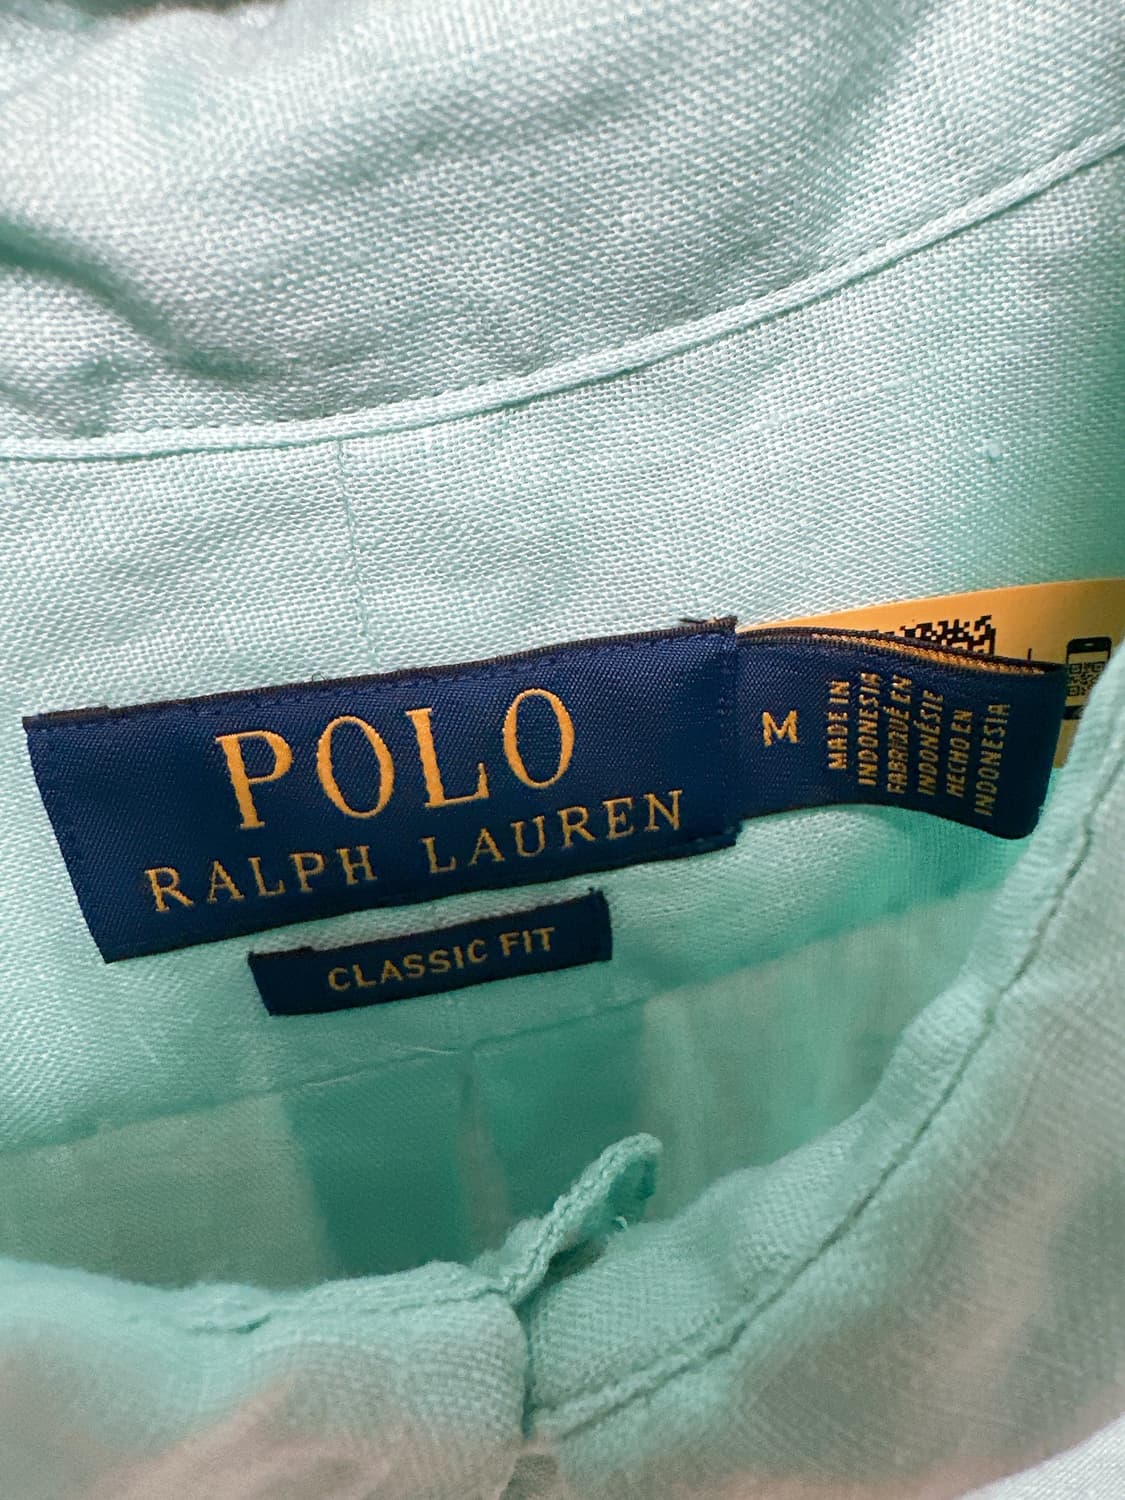 POLO
RALPH LAUREN
CLASSIC FIT
M
MADE IN
INDONESIA
FABRIQUÉ EN
INDONÉSIE
HECHO EN
INDONESIA